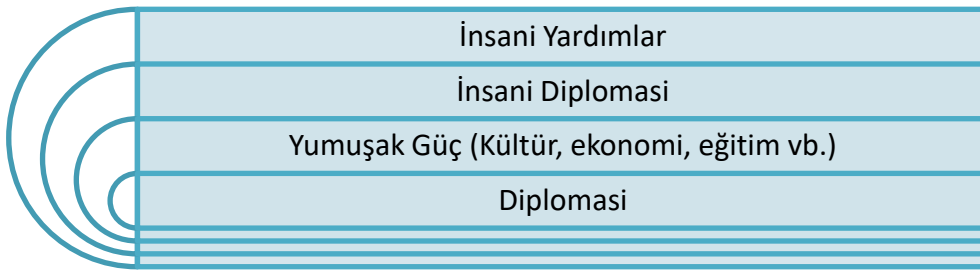 İnsani Yardımlar
İnsani Diplomasi
Yumuşak Güç (Kültür, ekonomi, eğitim vb.)
Diplomasi